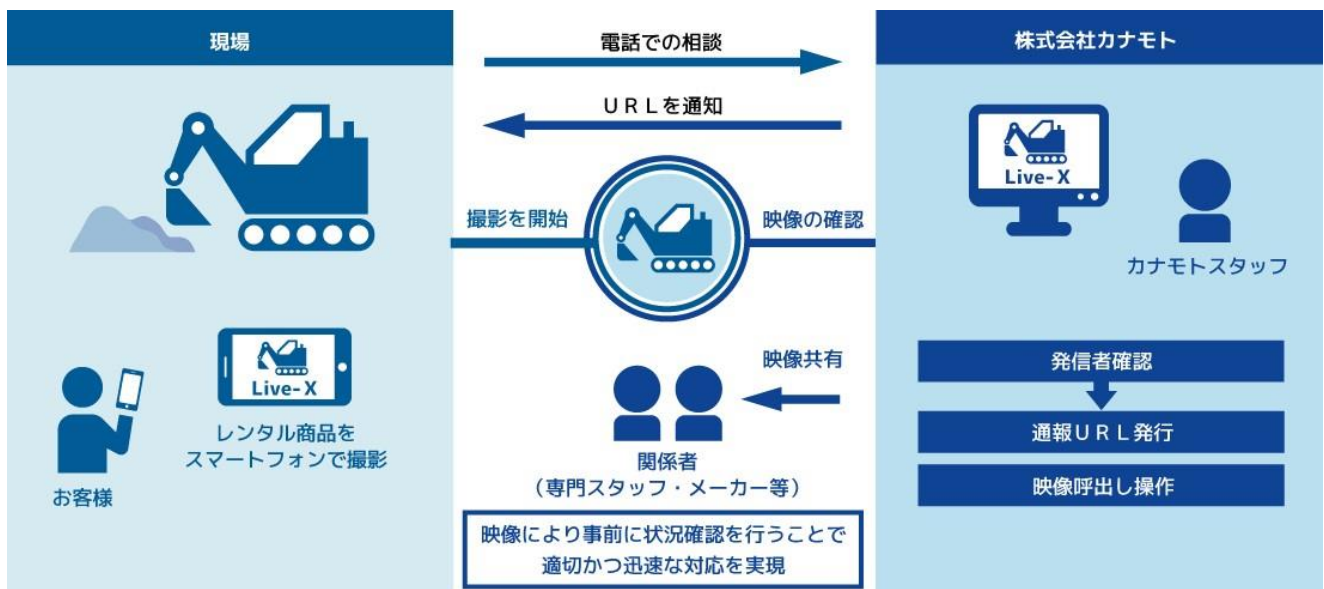 現場
電話での相談
株式会社カナモト
ＵＲＬを通知
Live-X
撮影を開始
映像の確認
カナモトスタッフ
Live-X
レンタル商品を
スマートフォンで撮影
お客様
映像共有
関係者
（専門スタッフ・メーカー等）
映像により事前に状況確認を行うことで
適切かつ迅速な対応を実現
発信者確認
通報ＵＲＬ発行
映像呼出し操作